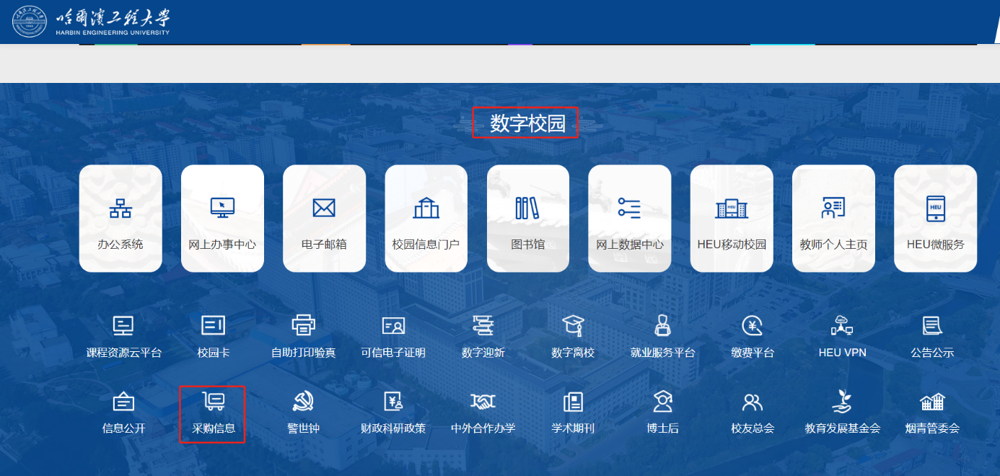 哈尔滨工程大学
HARBIN ENGINEERING UNIVERSITY
数字校园
办公系统
网上办事中心
电子邮箱
校园信息门户
图书馆
网上数据中心
HEU
HEU移动校园
教师个人主页
HEU
HEU微服务
课程资源云平台
校园卡
自助打印验真
可信电子证明
数字迎新
数字离校
就业服务平台
缴费平台
HEU
HEU VPN
公告公示
信息公开
采购信息
警世钟
财政科研政策
中外合作办学
学术期刊
博士后
校友总会
教育发展基金会
烟青管委会